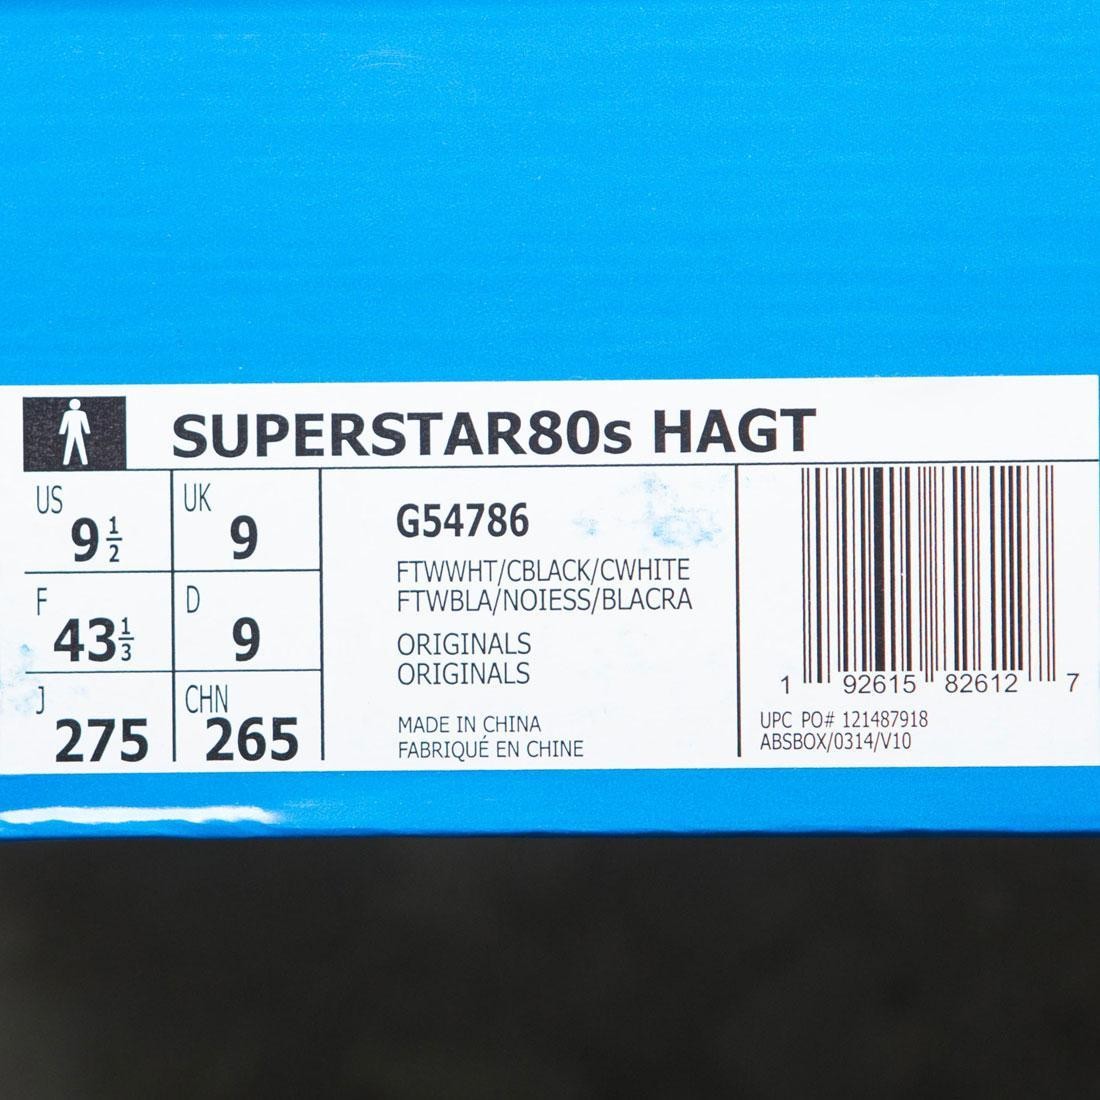 SUPERSTAR80s HAGT
US 9 1/2
UK 9
F 43 1/3
D 9
J 275
CHN 265
G54786
FTWWHT/CBLACK/CWHITE
FTWBLA/NOIESS/BLACRA
ORIGINALS
ORIGINALS
MADE IN CHINA
FABRIQUÉ EN CHINE
1 92615 82612 7
UPC PO# 121487918
ABSBOX/0314/V10